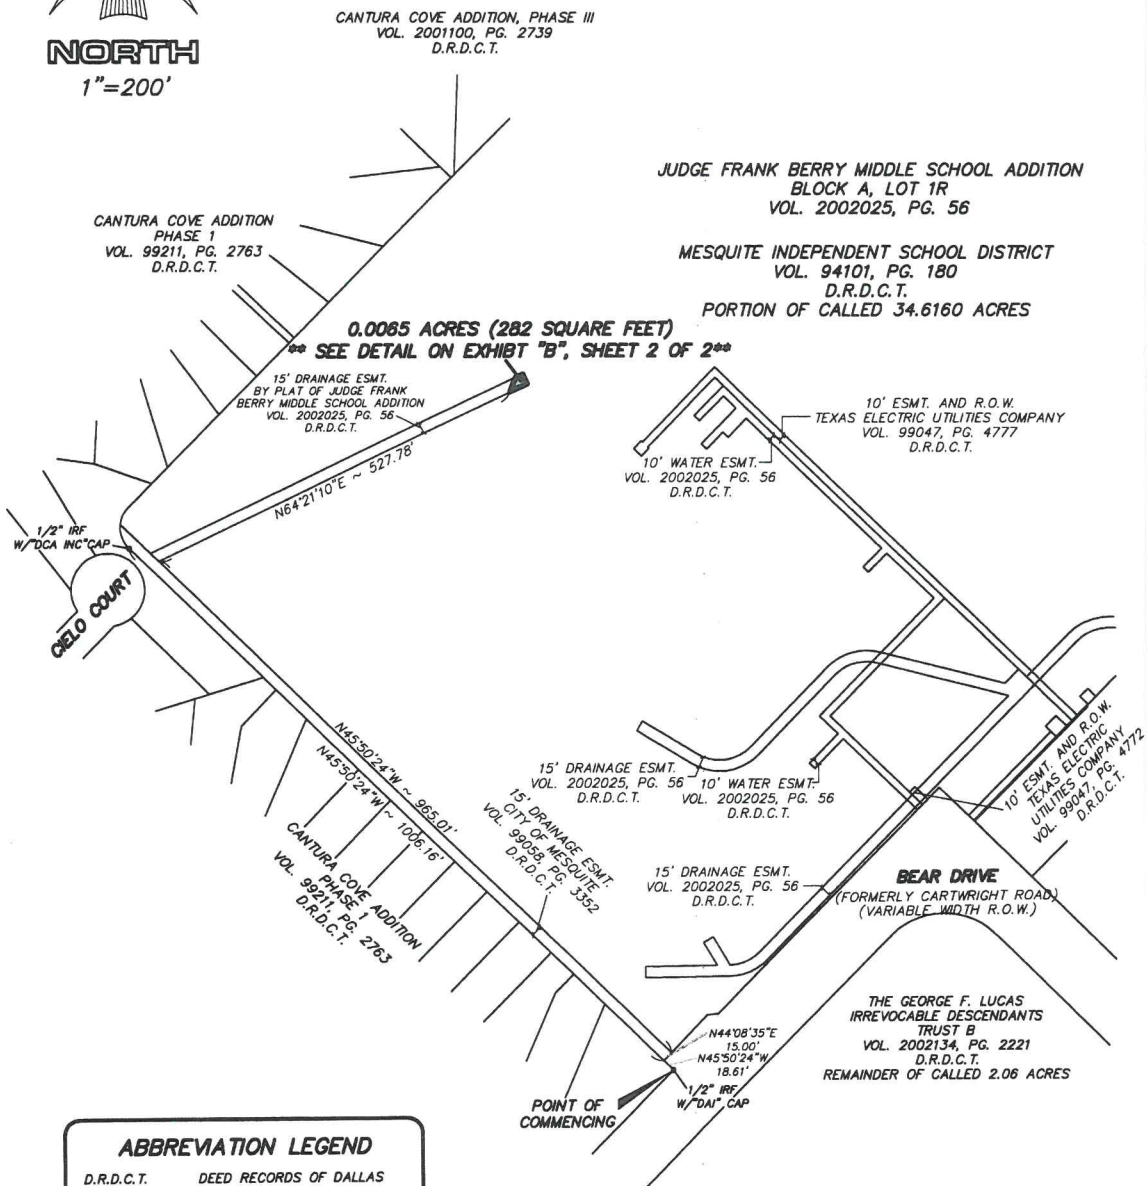 CANTURA COVE ADDITION, PHASE III
VOL. 2001100, PG. 2739
D.R.D.C.T.
NORTH
1"=200'
JUDGE FRANK BERRY MIDDLE SCHOOL ADDITION
BLOCK A, LOT 1R
VOL. 2002025, PG. 56
MESQUITE INDEPENDENT SCHOOL DISTRICT
VOL. 94101, PG. 180
D.R.D.C.T.
PORTION OF CALLED 34.6160 ACRES
CANTURA COVE ADDITION
PHASE 1
VOL. 99211, PG. 2763
D.R.D.C.T.
0.0065 ACRES (282 SQUARE FEET)
** SEE DETAIL ON EXHIBT "B", SHEET 2 OF 2**
15' DRAINAGE ESMT.
BY PLAT OF JUDGE FRANK
BERRY MIDDLE SCHOOL ADDITION
VOL. 2002025, PG. 56
D.R.D.C.T.
10' ESMT. AND R.O.W.
TEXAS ELECTRIC UTILITIES COMPANY
VOL. 99047, PG. 4777
D.R.D.C.T.
10' WATER ESMT.
VOL. 2002025, PG. 56
D.R.D.C.T.
N64°21'10"E ~ 527.78'
1/2" IRF
W/"DCA INC" CAP
CIELO COURT
N45°50'24"W ~ 965.01'
N45°50'24"W ~ 1006.16'
15' DRAINAGE ESMT.
CITY OF MESQUITE
VOL. 99058, PG. 3352
D.R.D.C.T.
CANTURA COVE ADDITION
PHASE 1
VOL. 99211, PG. 2763
D.R.D.C.T.
15' DRAINAGE ESMT.
VOL. 2002025, PG. 56
D.R.D.C.T.
10' WATER ESMT.
VOL. 2002025, PG. 56
D.R.D.C.T.
10' ESMT. AND R.O.W.
TEXAS ELECTRIC
UTILITIES COMPANY
VOL. 99047, PG. 4772
D.R.D.C.T.
15' DRAINAGE ESMT.
VOL. 2002025, PG. 56
D.R.D.C.T.
BEAR DRIVE
(FORMERLY CARTWRIGHT ROAD)
(VARIABLE WIDTH R.O.W.)
THE GEORGE F. LUCAS
IRREVOCABLE DESCENDANTS
TRUST B
VOL. 2002134, PG. 2221
D.R.D.C.T.
REMAINDER OF CALLED 2.06 ACRES
N44°08'35"E
15.00'
N45°50'24"W
18.61'
1/2" IRF
W/"DAI" CAP
POINT OF
COMMENCING
ABBREVIATION LEGEND
D.R.D.C.T. DEED RECORDS OF DALLAS